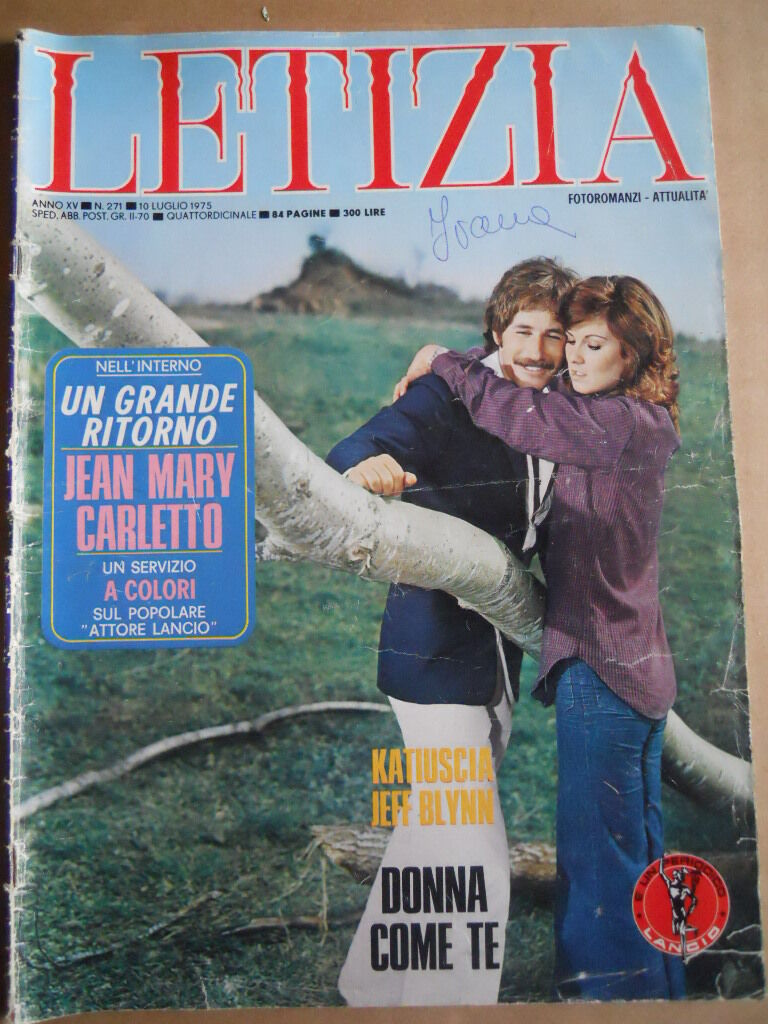 LETIZIA
ANNO XV ■ N. 271 ■ 10 LUGLIO 1975
SPED. ABB. POST. GR. II-70 ■ QUATTORDICINALE ■ 84 PAGINE ■ 300 LIRE
FOTOROMANZI - ATTUALITA'
NELL'INTERNO
UN GRANDE
RITORNO
JEAN MARY
CARLETTO
UN SERVIZIO
A COLORI
SUL POPOLARE
"ATTORE LANCIO"
KATIUSCIA
JEFF BLYNN
DONNA
COME TE
È UN PERIODICO
LANCIO